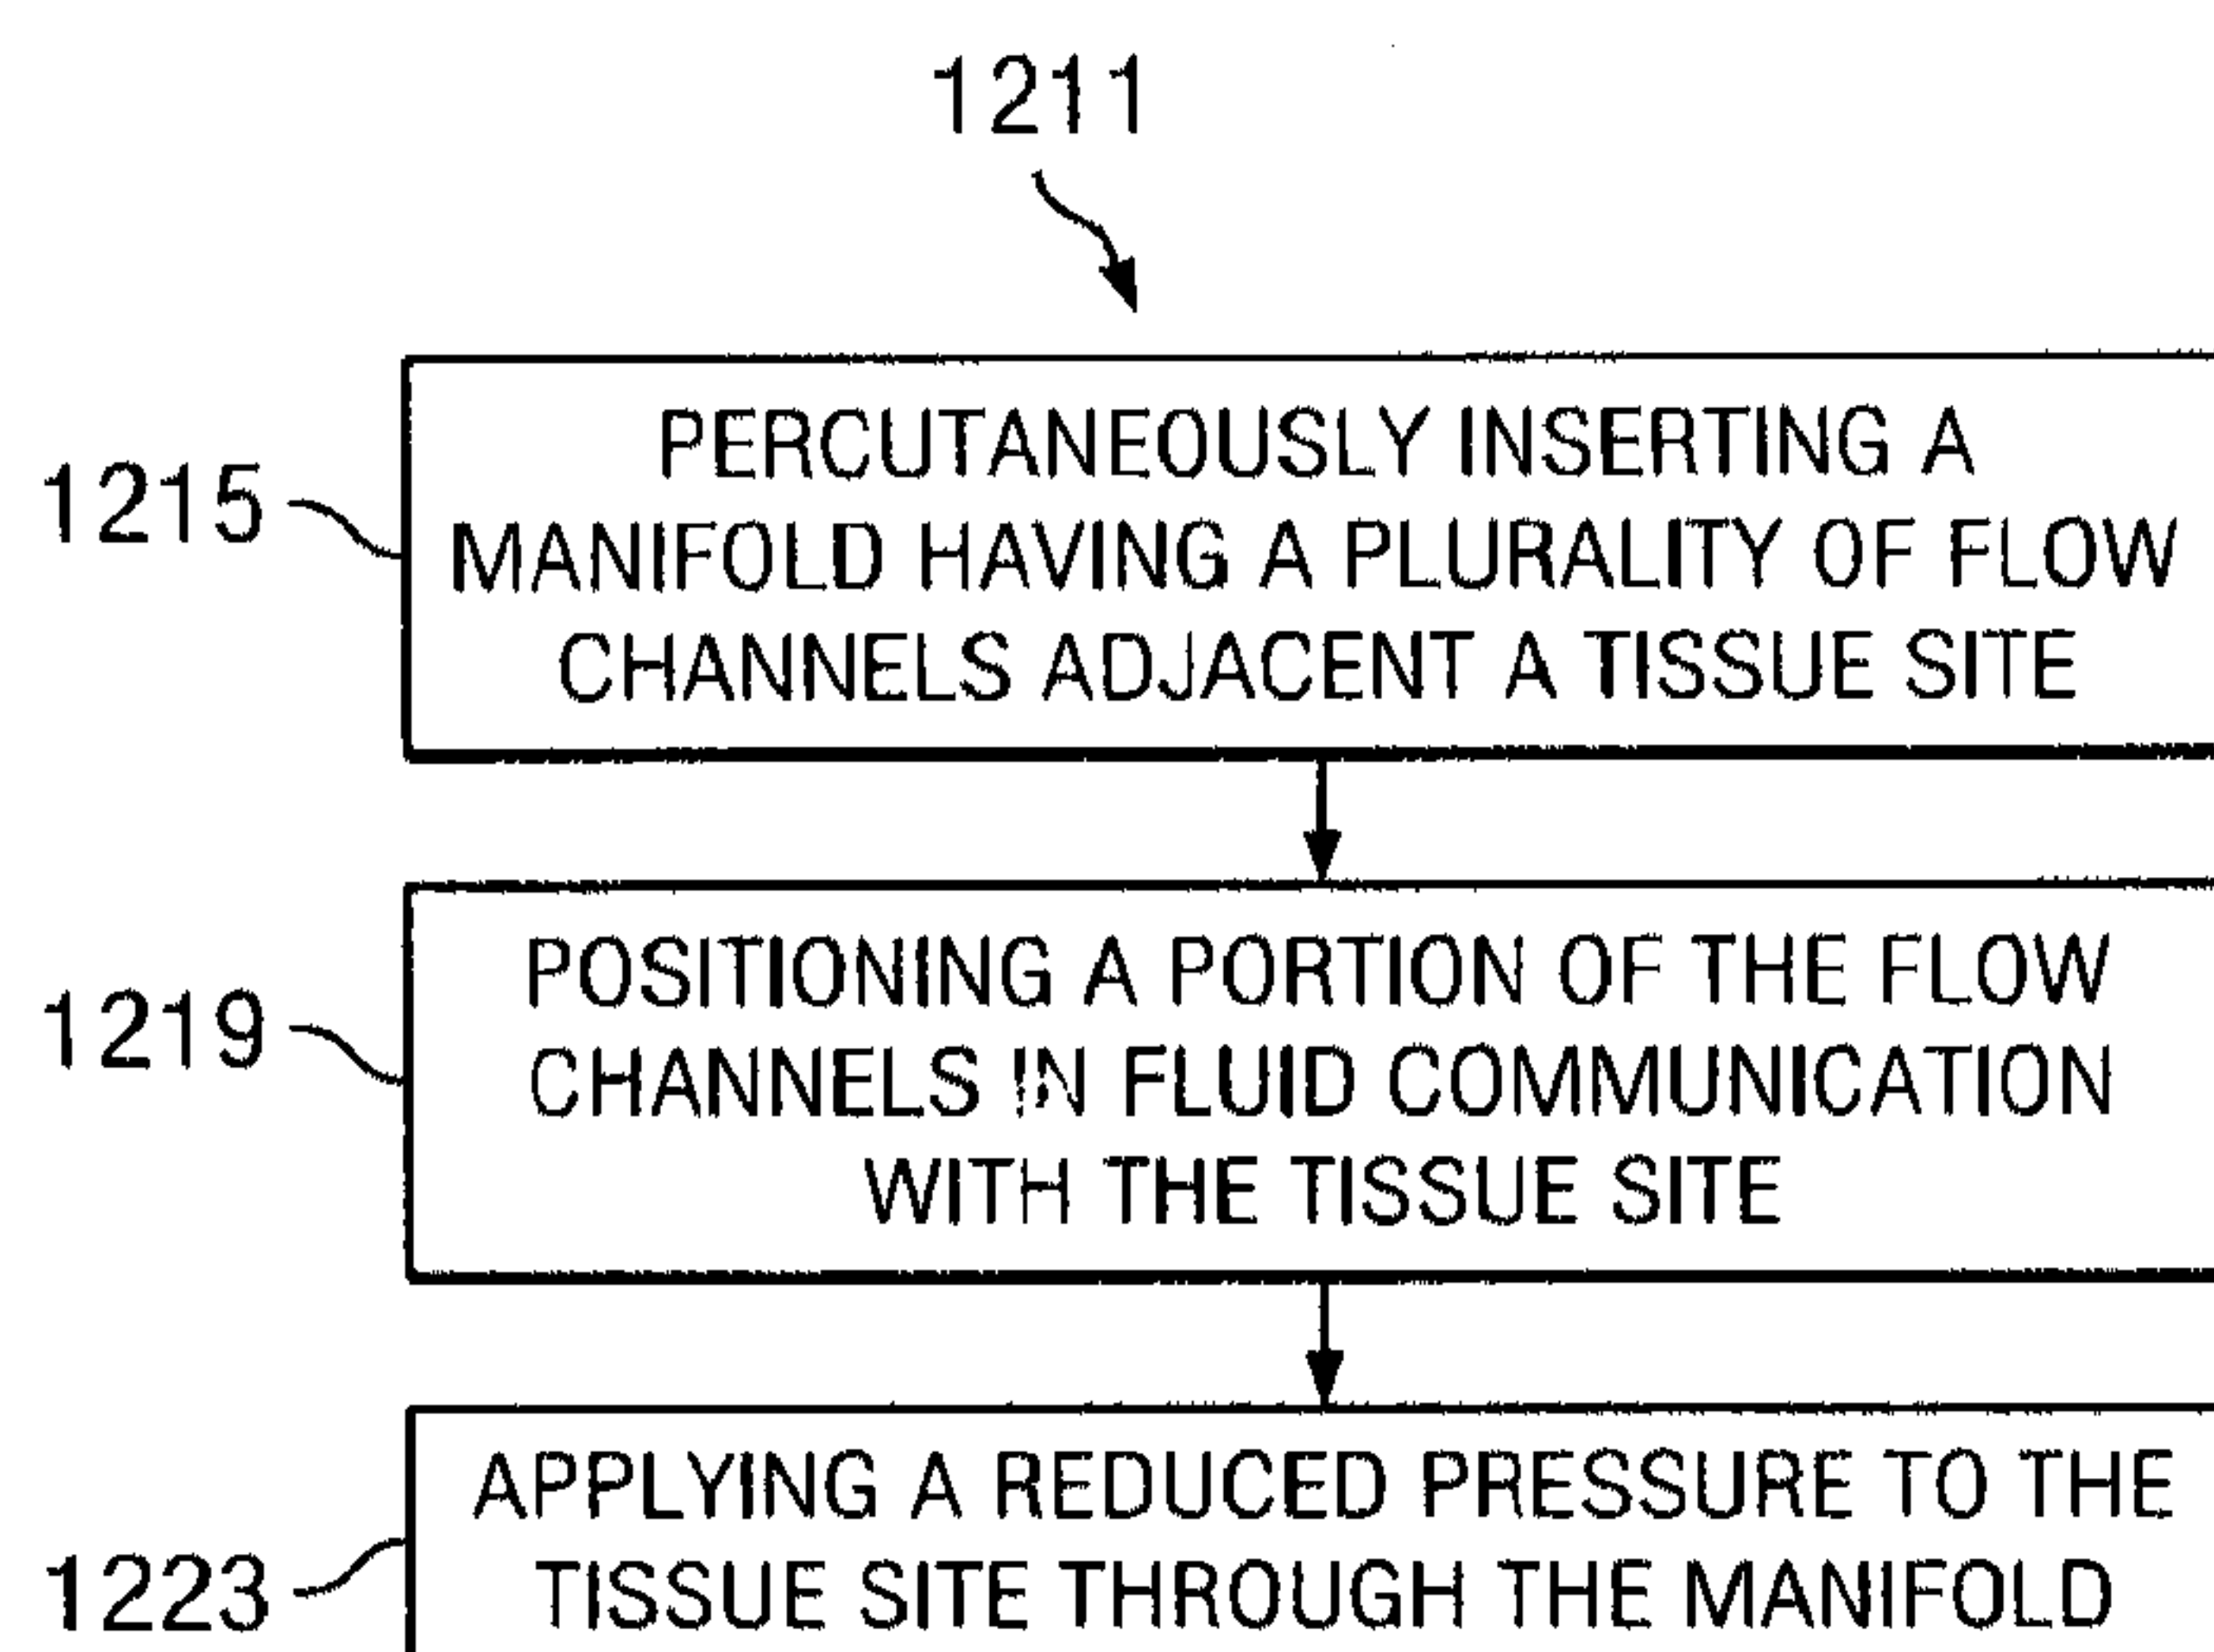 1211
1215
PERCUTANEOUSLY INSERTING A
MANIFOLD HAVING A PLURALITY OF FLOW
CHANNELS ADJACENT A TISSUE SITE
1219
POSITIONING A PORTION OF THE FLOW
CHANNELS IN FLUID COMMUNICATION
WITH THE TISSUE SITE
1223
APPLYING A REDUCED PRESSURE TO THE
TISSUE SITE THROUGH THE MANIFOLD